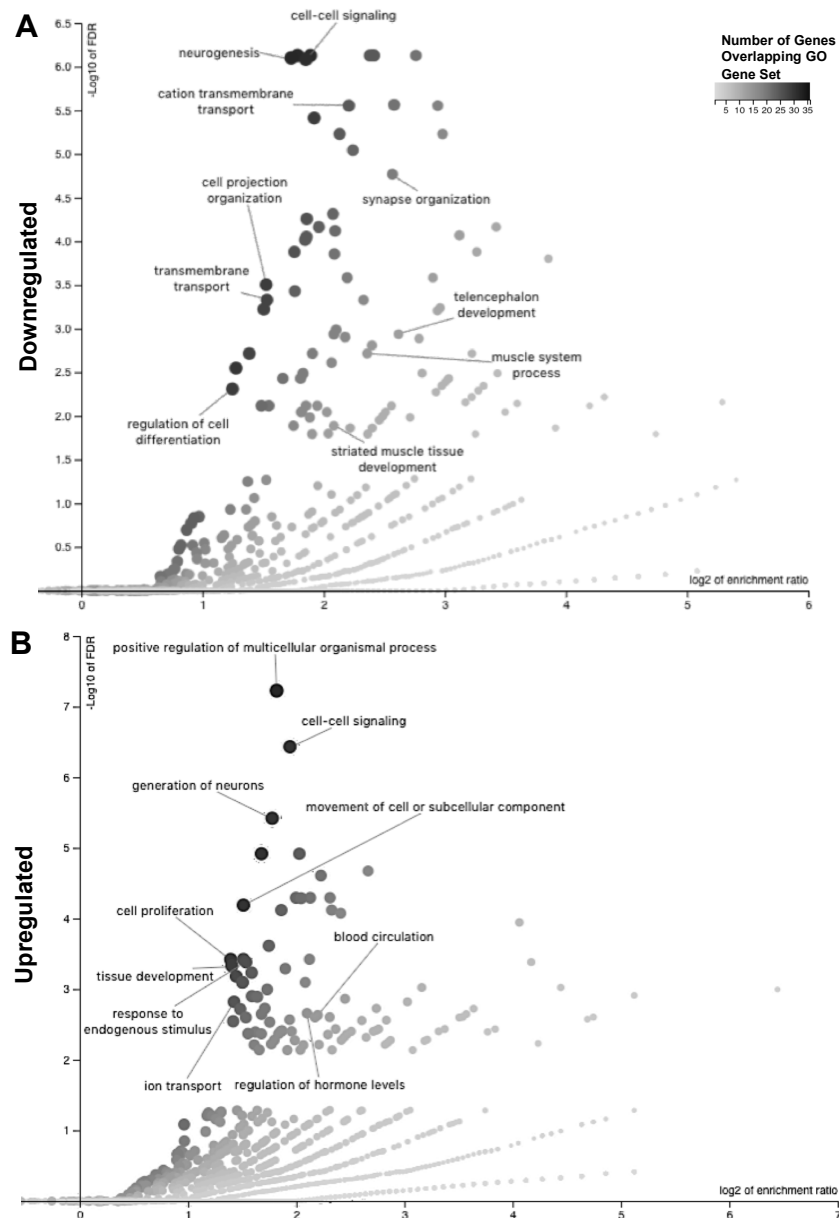 A
cell-cell signaling
neurogenesis
cation transmembrane
transport
cell projection
organization
synapse organization
transmembrane
transport
telencephalon
development
muscle system
process
regulation of cell
differentiation
striated muscle tissue
development
Number of Genes
Overlapping GO
Gene Set
5 10 15 20 25 30 35
Downregulated
-Log10 of FDR
6.5
6.0
5.5
5.0
4.5
4.0
3.5
3.0
2.5
2.0
1.5
1.0
0.5
log2 of enrichment ratio
0 1 2 3 4 5 6
B
positive regulation of multicellular organismal process
cell-cell signaling
generation of neurons
movement of cell or subcellular component
cell proliferation
blood circulation
tissue development
response to
endogenous stimulus
ion transport
regulation of hormone levels
Upregulated
-Log10 of FDR
8
7
6
5
4
3
2
1
log2 of enrichment ratio
0 1 2 3 4 5 6 7